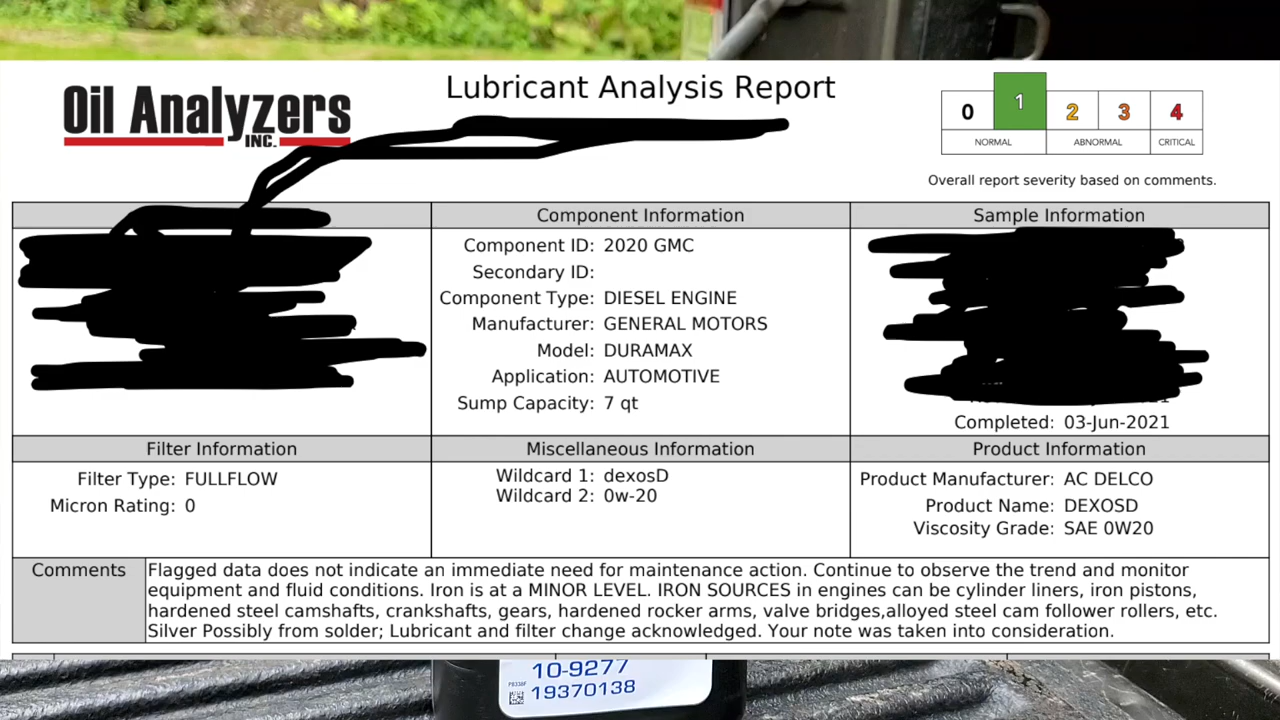 Lubricant Analysis Report
Oil Analyzers
INC.
0 1 2 3 4
NORMAL ABNORMAL CRITICAL
Overall report severity based on comments.
Component Information
Component ID: 2020 GMC
Secondary ID:
Component Type: DIESEL ENGINE
Manufacturer: GENERAL MOTORS
Model: DURAMAX
Application: AUTOMOTIVE
Sump Capacity: 7 qt
Sample Information
Completed: 03-Jun-2021
Filter Information
Filter Type: FULLFLOW
Micron Rating: 0
Miscellaneous Information
Wildcard 1: dexosD
Wildcard 2: 0w-20
Product Information
Product Manufacturer: AC DELCO
Product Name: DEXOSD
Viscosity Grade: SAE 0W20
Comments
Flagged data does not indicate an immediate need for maintenance action. Continue to observe the trend and monitor
equipment and fluid conditions. Iron is at a MINOR LEVEL. IRON SOURCES in engines can be cylinder liners, iron pistons,
hardened steel camshafts, crankshafts, gears, hardened rocker arms, valve bridges,alloyed steel cam follower rollers, etc.
Silver Possibly from solder; Lubricant and filter change acknowledged. Your note was taken into consideration.
10-9277
19370138